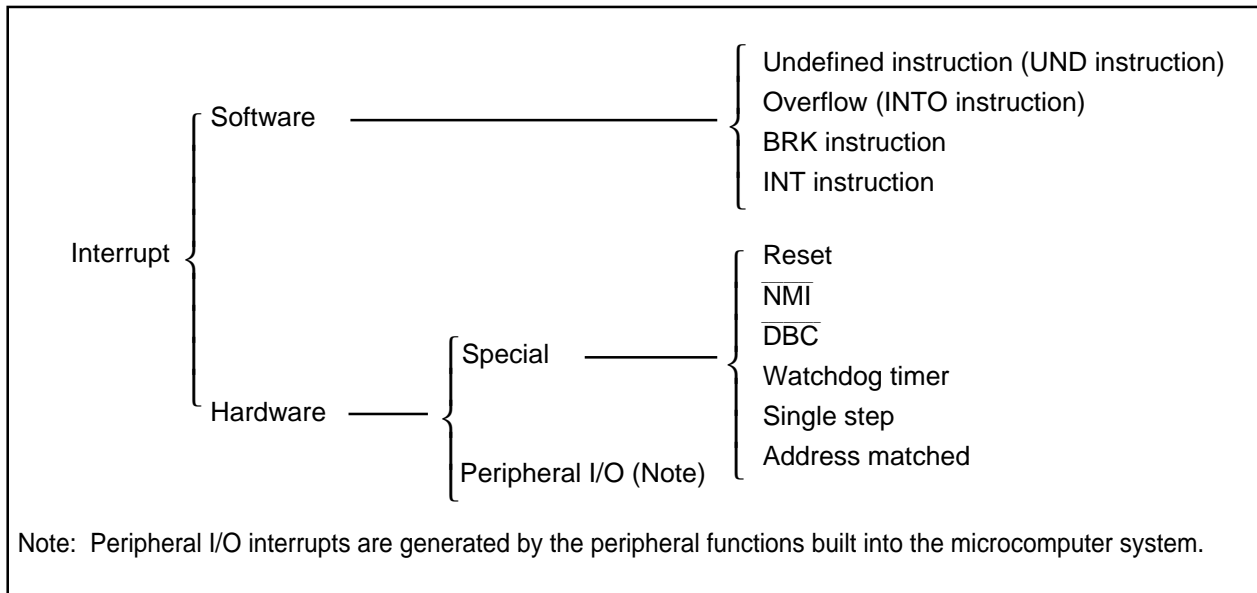 Undefined instruction (UND instruction)
Overflow (INTO instruction)
BRK instruction
INT instruction
Software
Interrupt
Reset
N̅M̅I̅
D̅B̅C̅
Watchdog timer
Single step
Address matched
Special
Hardware
Peripheral I/O (Note)
Note: Peripheral I/O interrupts are generated by the peripheral functions built into the microcomputer system.